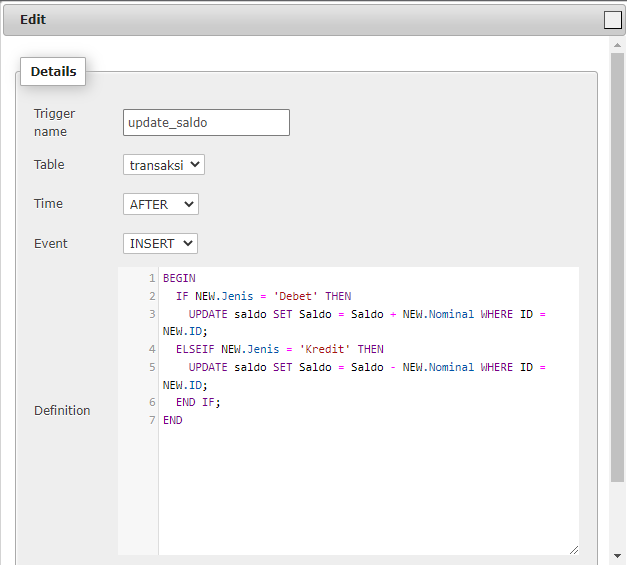 Edit
Details
Trigger
name
update_saldo
Table
transaksi
Time
AFTER
Event
INSERT
Definition
1 BEGIN
2 IF NEW.Jenis = 'Debet' THEN
3 UPDATE saldo SET Saldo = Saldo + NEW.Nominal WHERE ID =
NEW.ID;
4 ELSEIF NEW.Jenis = 'Kredit' THEN
5 UPDATE saldo SET Saldo = Saldo - NEW.Nominal WHERE ID =
NEW.ID;
6 END IF;
7 END